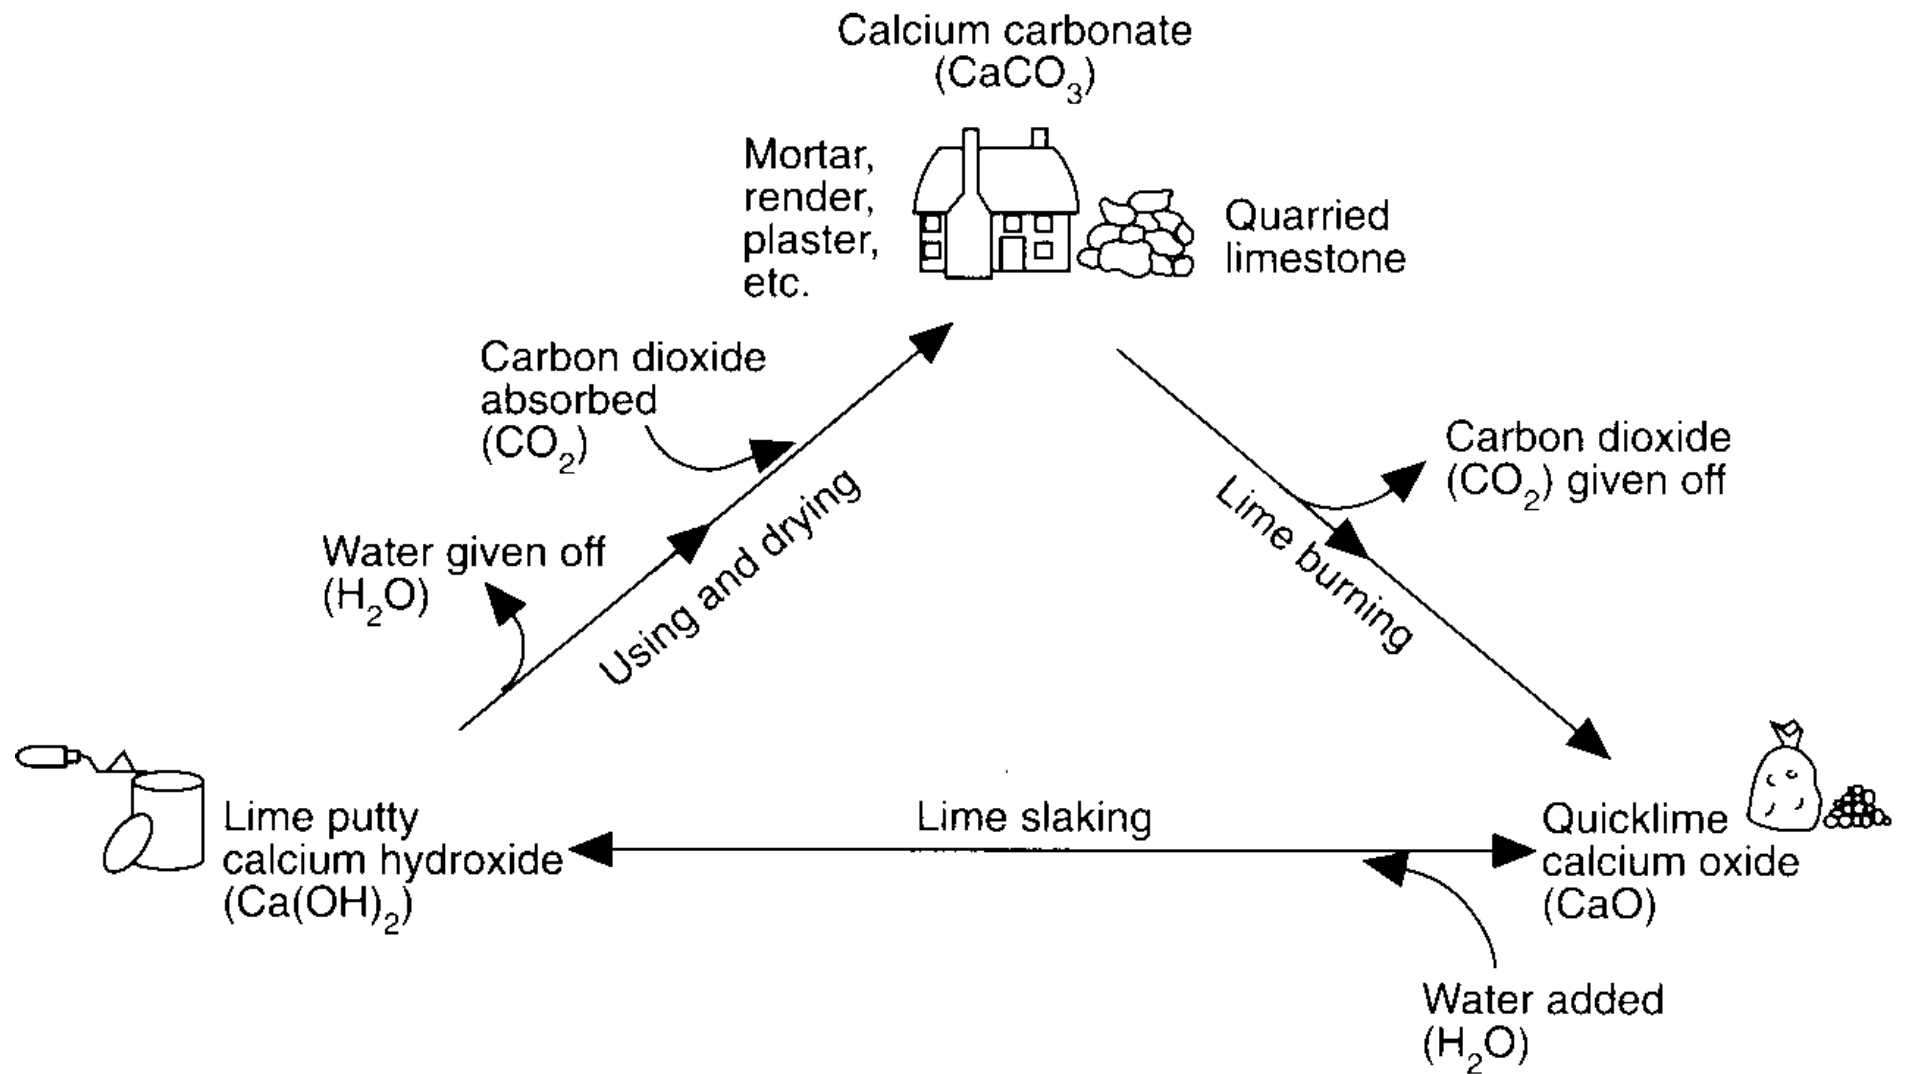 Calcium carbonate
(CaCO₃)
Mortar,
render,
plaster,
etc.
Quarried
limestone
Carbon dioxide
absorbed
(CO₂)
Carbon dioxide
(CO₂) given off
Water given off
(H₂O)
Using and drying
Lime burning
Lime putty
calcium hydroxide
(Ca(OH)₂)
Lime slaking
Quicklime
calcium oxide
(CaO)
Water added
(H₂O)